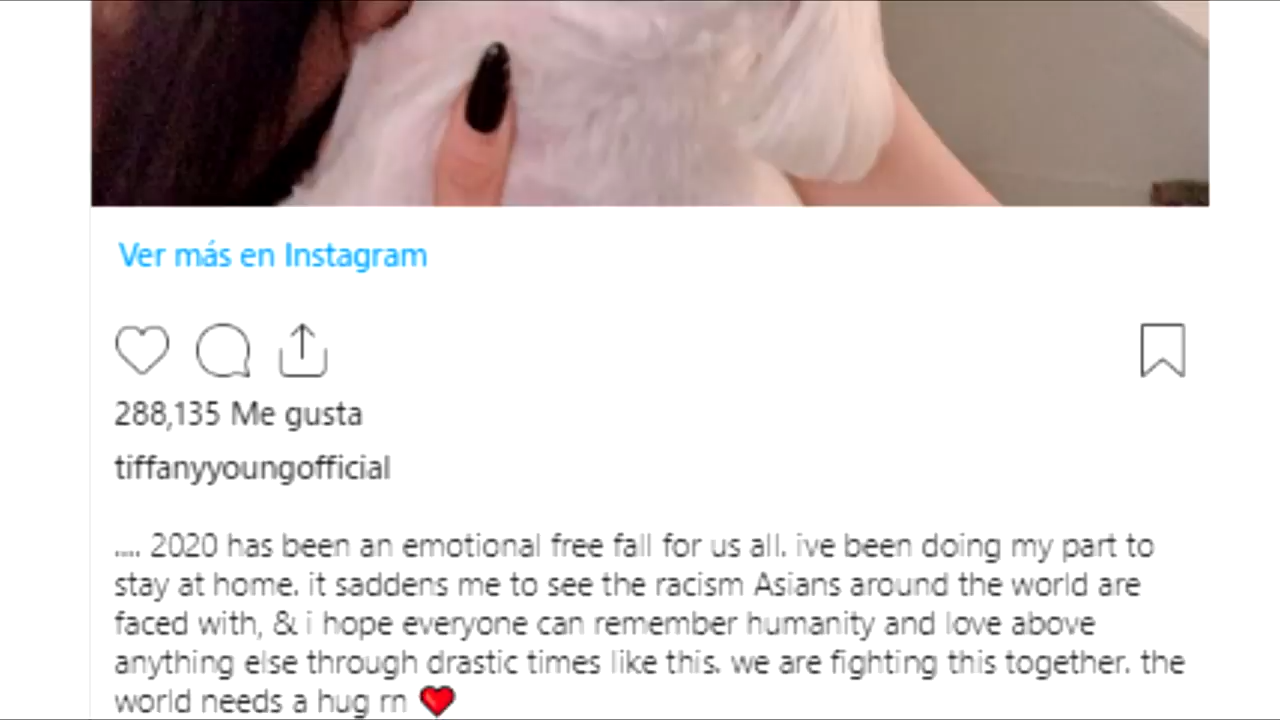 Ver más en Instagram
288,135 Me gusta
tiffanyyoungofficial
.... 2020 has been an emotional free fall for us all. ive been doing my part to
stay at home. it saddens me to see the racism Asians around the world are
faced with, & i hope everyone can remember humanity and love above
anything else through drastic times like this. we are fighting this together. the
world needs a hug rn ❤️